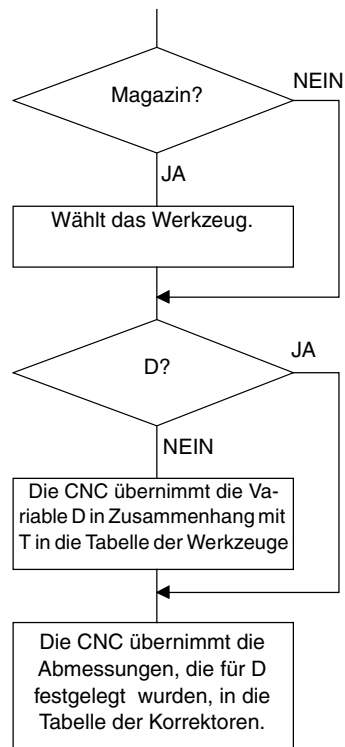 Magazin?
NEIN
JA
Wählt das Werkzeug.
D?
JA
NEIN
Die CNC übernimmt die Va-
riable D in Zusammenhang mit
T in die Tabelle der Werkzeuge
Die CNC übernimmt die
Abmessungen, die für D
festgelegt wurden, in die
Tabelle der Korrektoren.